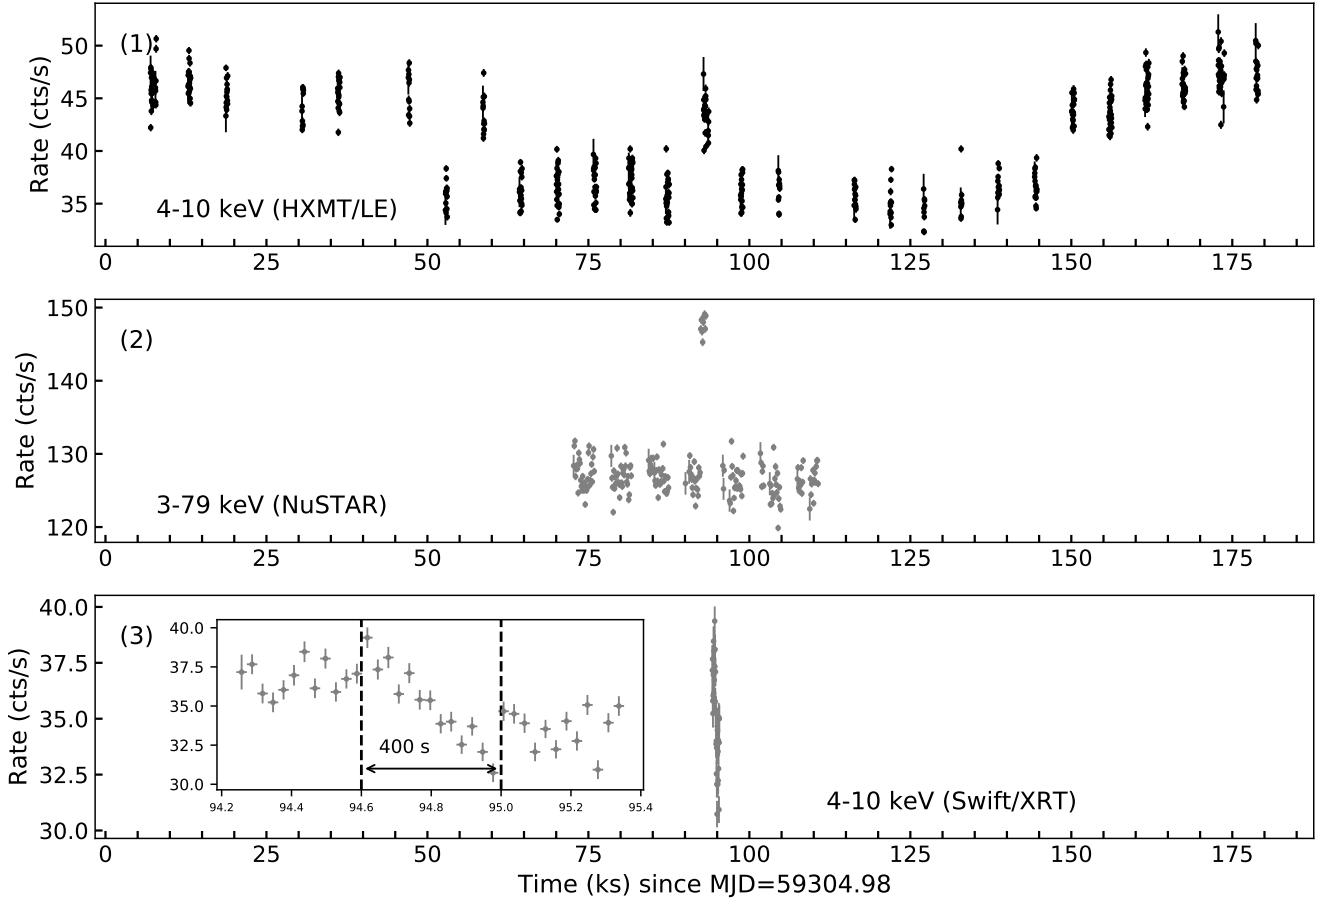 (1)
50
45
40
35
Rate (cts/s)
4-10 keV (HXMT/LE)
0 25 50 75 100 125 150 175
150
140
130
120
Rate (cts/s)
(2)
3-79 keV (NuSTAR)
0 25 50 75 100 125 150 175
40.0
37.5
35.0
32.5
30.0
Rate (cts/s)
(3)
40.0
37.5
35.0
32.5
30.0
400 s
94.2 94.4 94.6 94.8 95.0 95.2 95.4
4-10 keV (Swift/XRT)
0 25 50 75 100 125 150 175
Time (ks) since MJD=59304.98